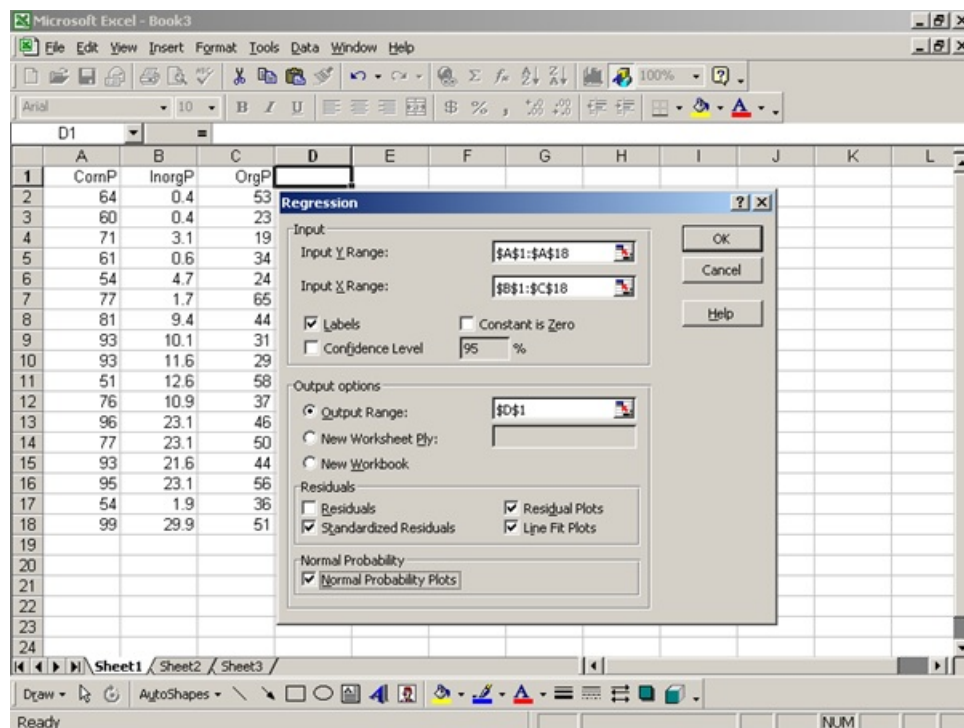 Microsoft Excel - Book3
File Edit View Insert Format Tools Data Window Help
100%
Arial 10 B I U $ % ,
D1 =
A B C D E F G H I J K L
1 CornP InorgP OrgP
2 64 0.4 53
3 60 0.4 23
4 71 3.1 19
5 61 0.6 34
6 54 4.7 24
7 77 1.7 65
8 81 9.4 44
9 93 10.1 31
10 93 11.6 29
11 51 12.6 58
12 76 10.9 37
13 96 23.1 46
14 77 23.1 50
15 93 21.6 44
16 95 23.1 56
17 54 1.9 36
18 99 29.9 51
19
20
21
22
23
24
Regression
Input
Input Y Range: $A$1:$A$18
Input X Range: $B$1:$C$18
Labels Constant is Zero
Confidence Level 95 %
OK
Cancel
Help
Output options
Output Range: $D$1
New Worksheet Ply:
New Workbook
Residuals
Residuals Residual Plots
Standardized Residuals Line Fit Plots
Normal Probability
Normal Probability Plots
Sheet1 Sheet2 Sheet3
Draw AutoShapes
Ready NUM